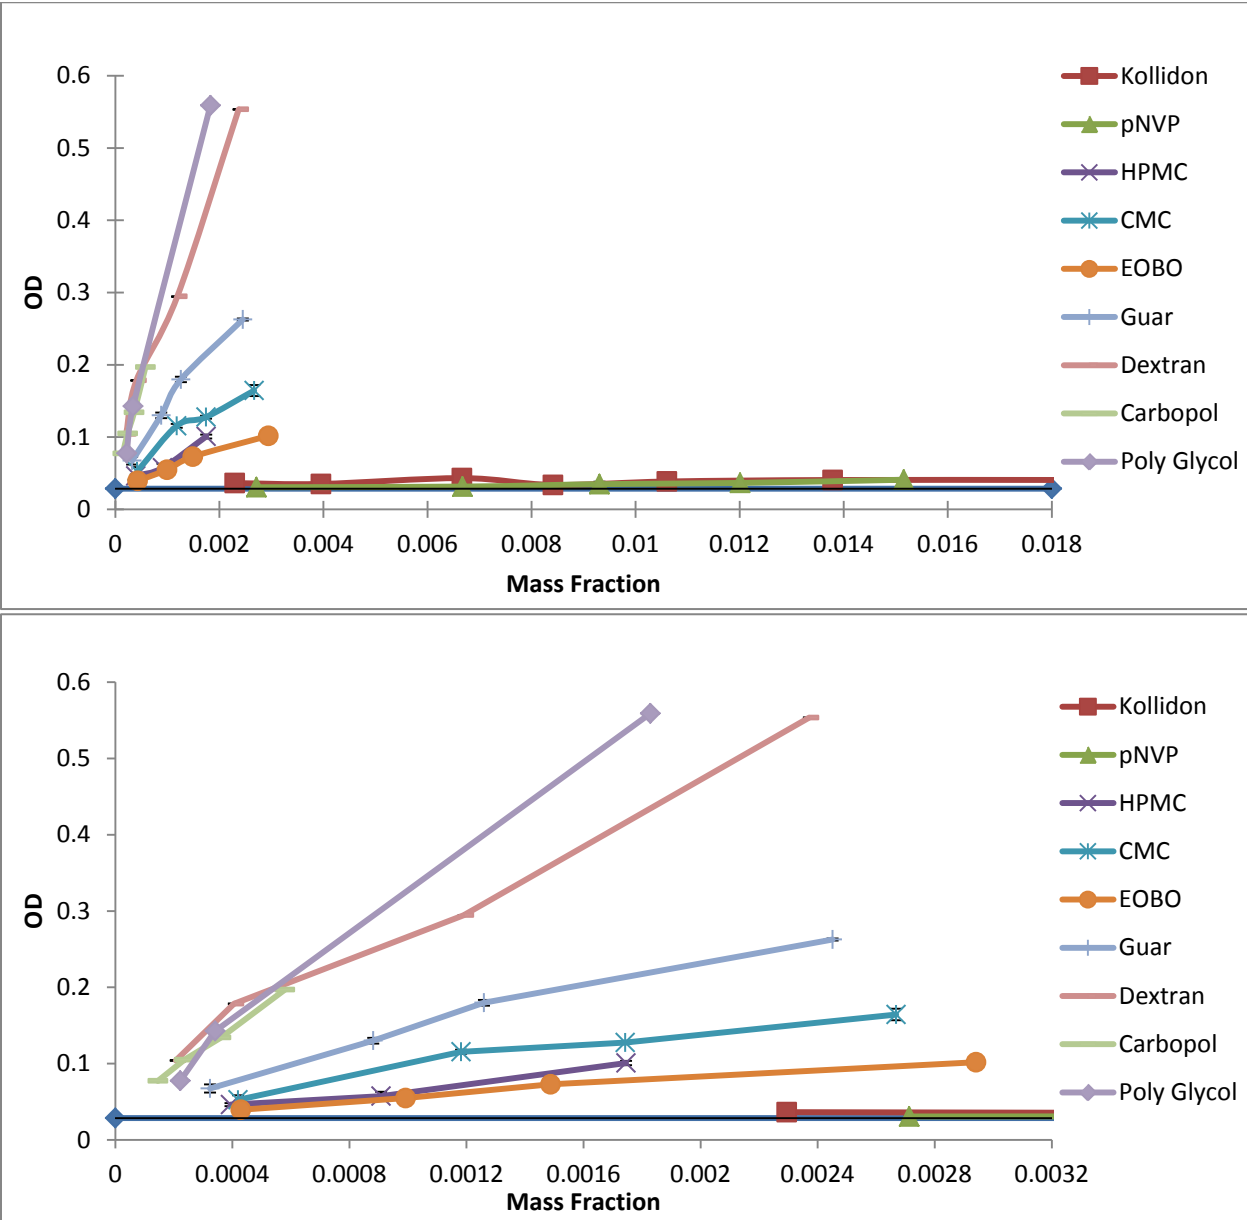 0.6
0.5
0.4
0.3
0.2
0.1
0
OD
0 0.002 0.004 0.006 0.008 0.01 0.012 0.014 0.016 0.018
Mass Fraction
Kollidon
pNVP
HPMC
CMC
EOBO
Guar
Dextran
Carbopol
Poly Glycol
0.6
0.5
0.4
0.3
0.2
0.1
0
OD
0 0.0004 0.0008 0.0012 0.0016 0.002 0.0024 0.0028 0.0032
Mass Fraction
Kollidon
pNVP
HPMC
CMC
EOBO
Guar
Dextran
Carbopol
Poly Glycol